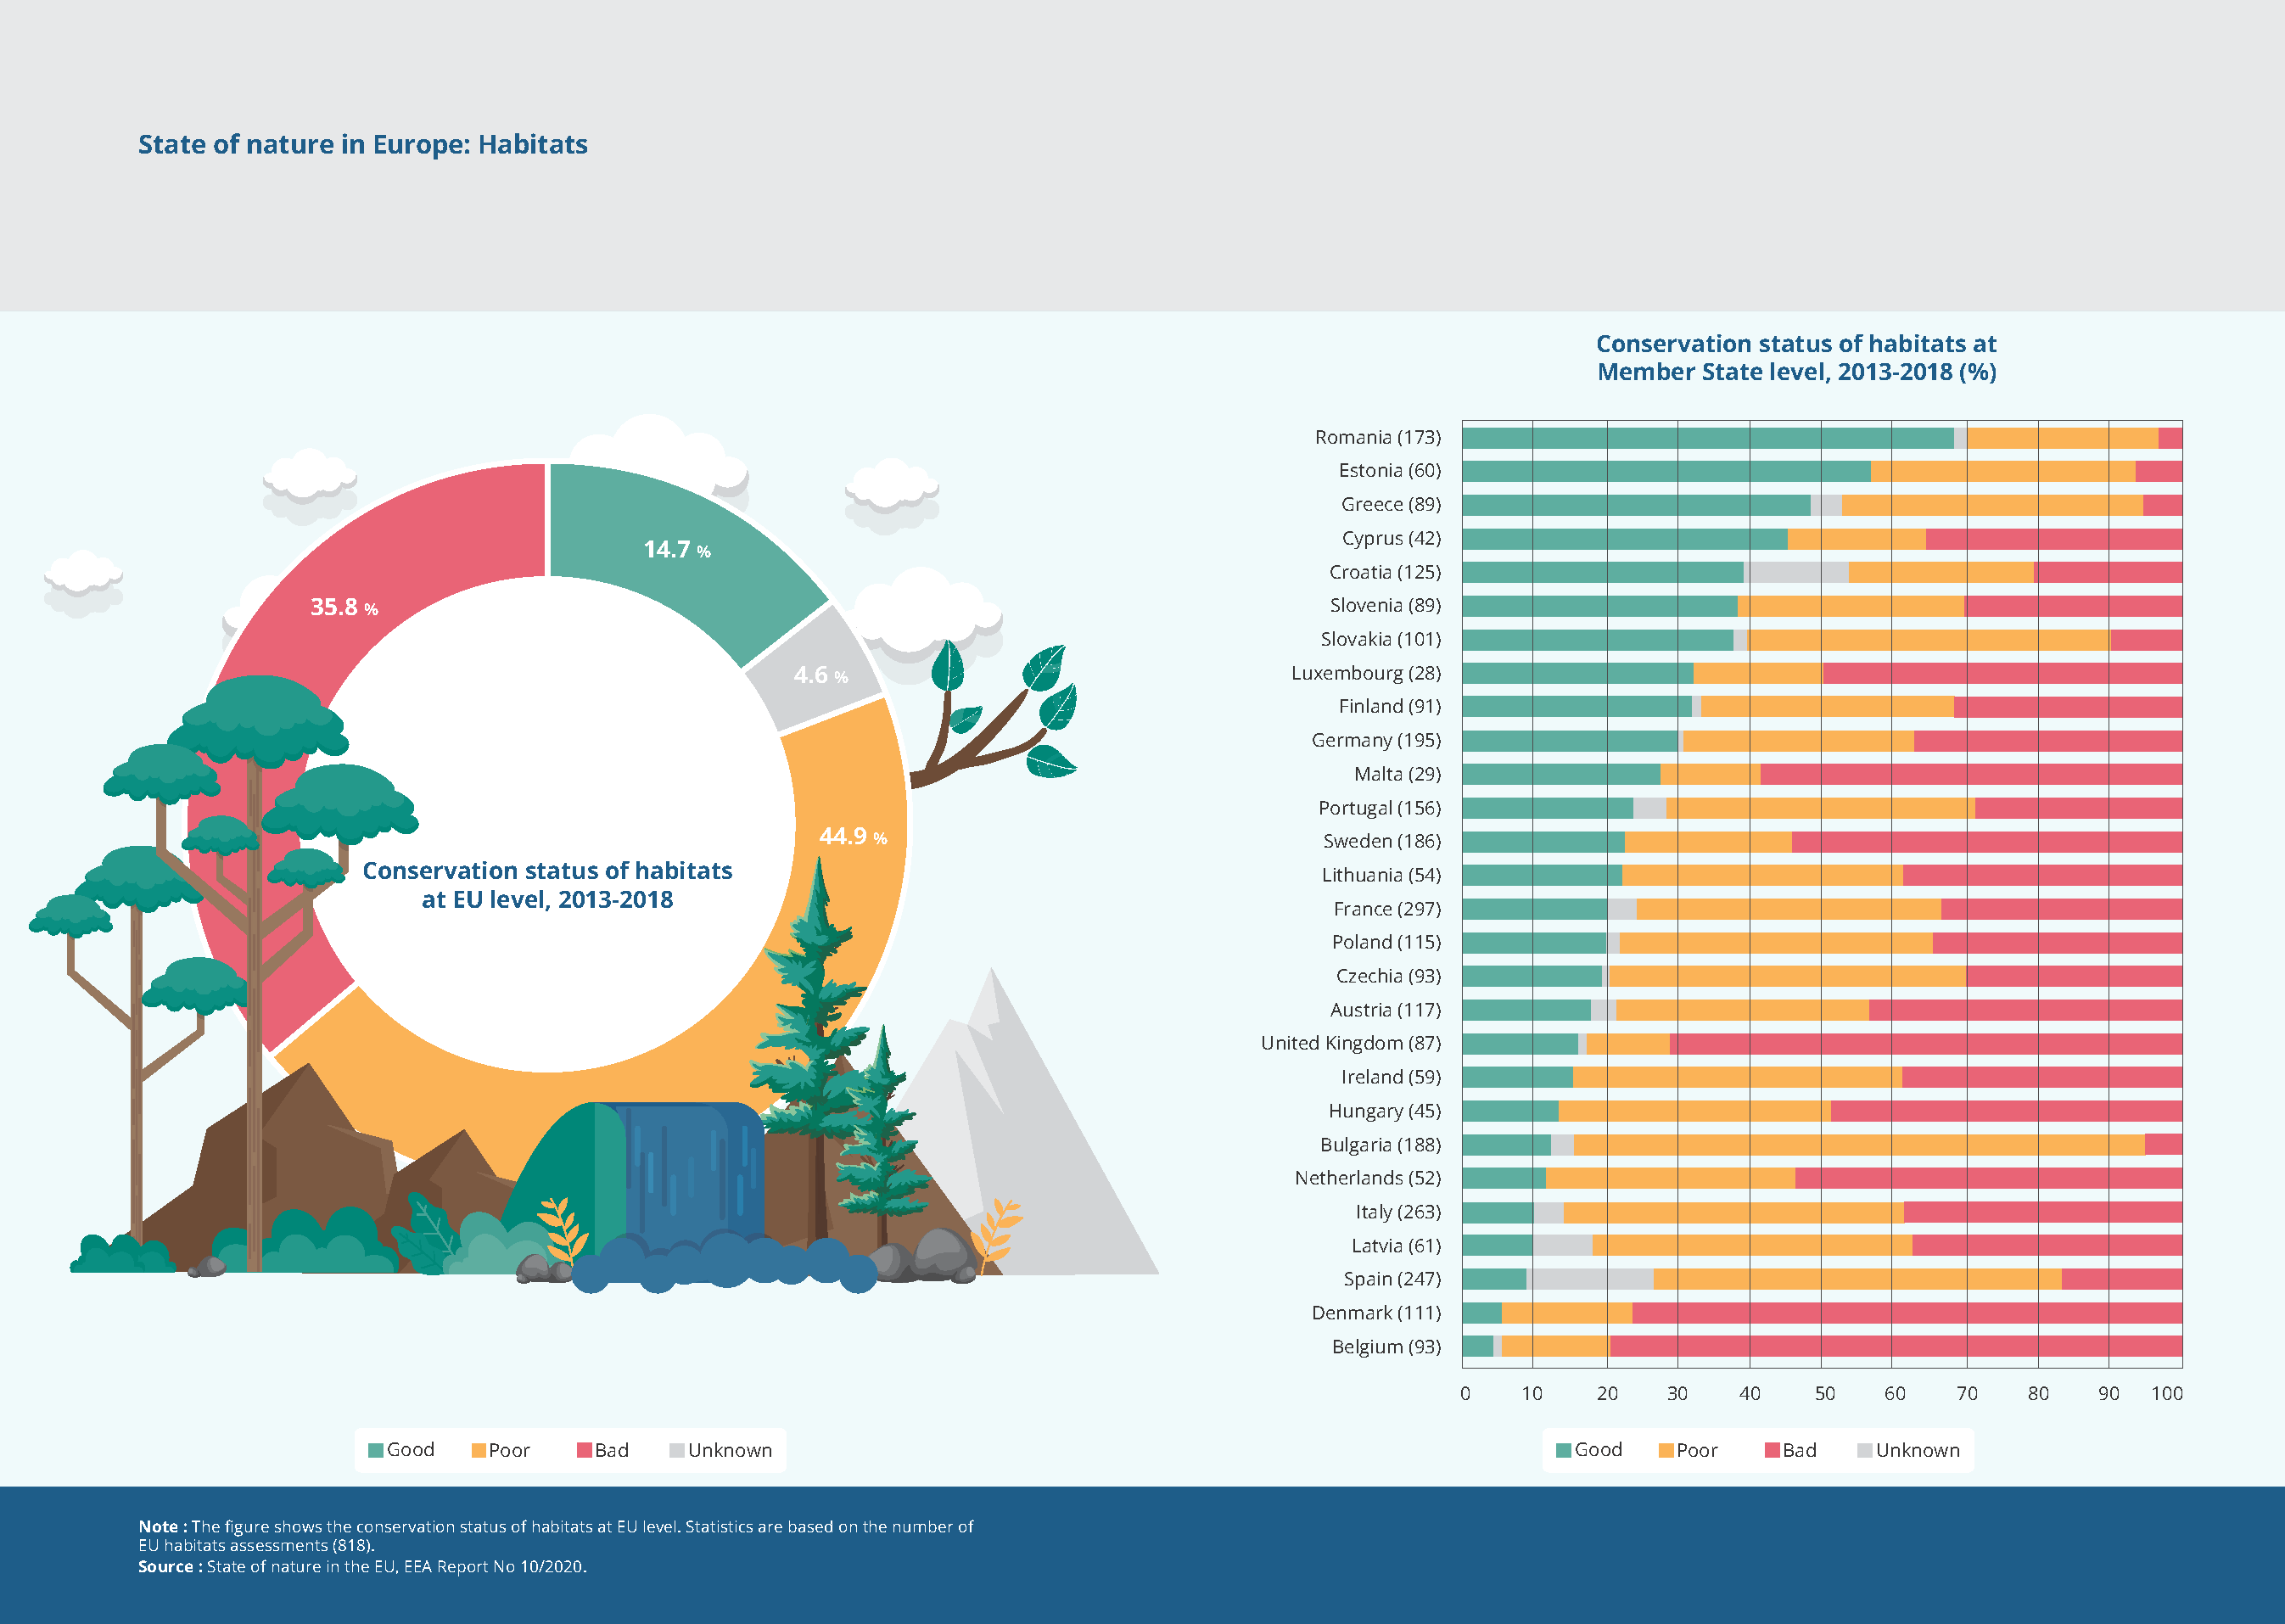 State of nature in Europe: Habitats
14.7 %
35.8 %
4.6 %
44.9 %
Conservation status of habitats
at EU level, 2013-2018
Good Poor Bad Unknown
Conservation status of habitats at
Member State level, 2013-2018 (%)
Romania (173)
Estonia (60)
Greece (89)
Cyprus (42)
Croatia (125)
Slovenia (89)
Slovakia (101)
Luxembourg (28)
Finland (91)
Germany (195)
Malta (29)
Portugal (156)
Sweden (186)
Lithuania (54)
France (297)
Poland (115)
Czechia (93)
Austria (117)
United Kingdom (87)
Ireland (59)
Hungary (45)
Bulgaria (188)
Netherlands (52)
Italy (263)
Latvia (61)
Spain (247)
Denmark (111)
Belgium (93)
0 10 20 30 40 50 60 70 80 90 100
Good Poor Bad Unknown
Note : The figure shows the conservation status of habitats at EU level. Statistics are based on the number of
EU habitats assessments (818).
Source : State of nature in the EU, EEA Report No 10/2020.